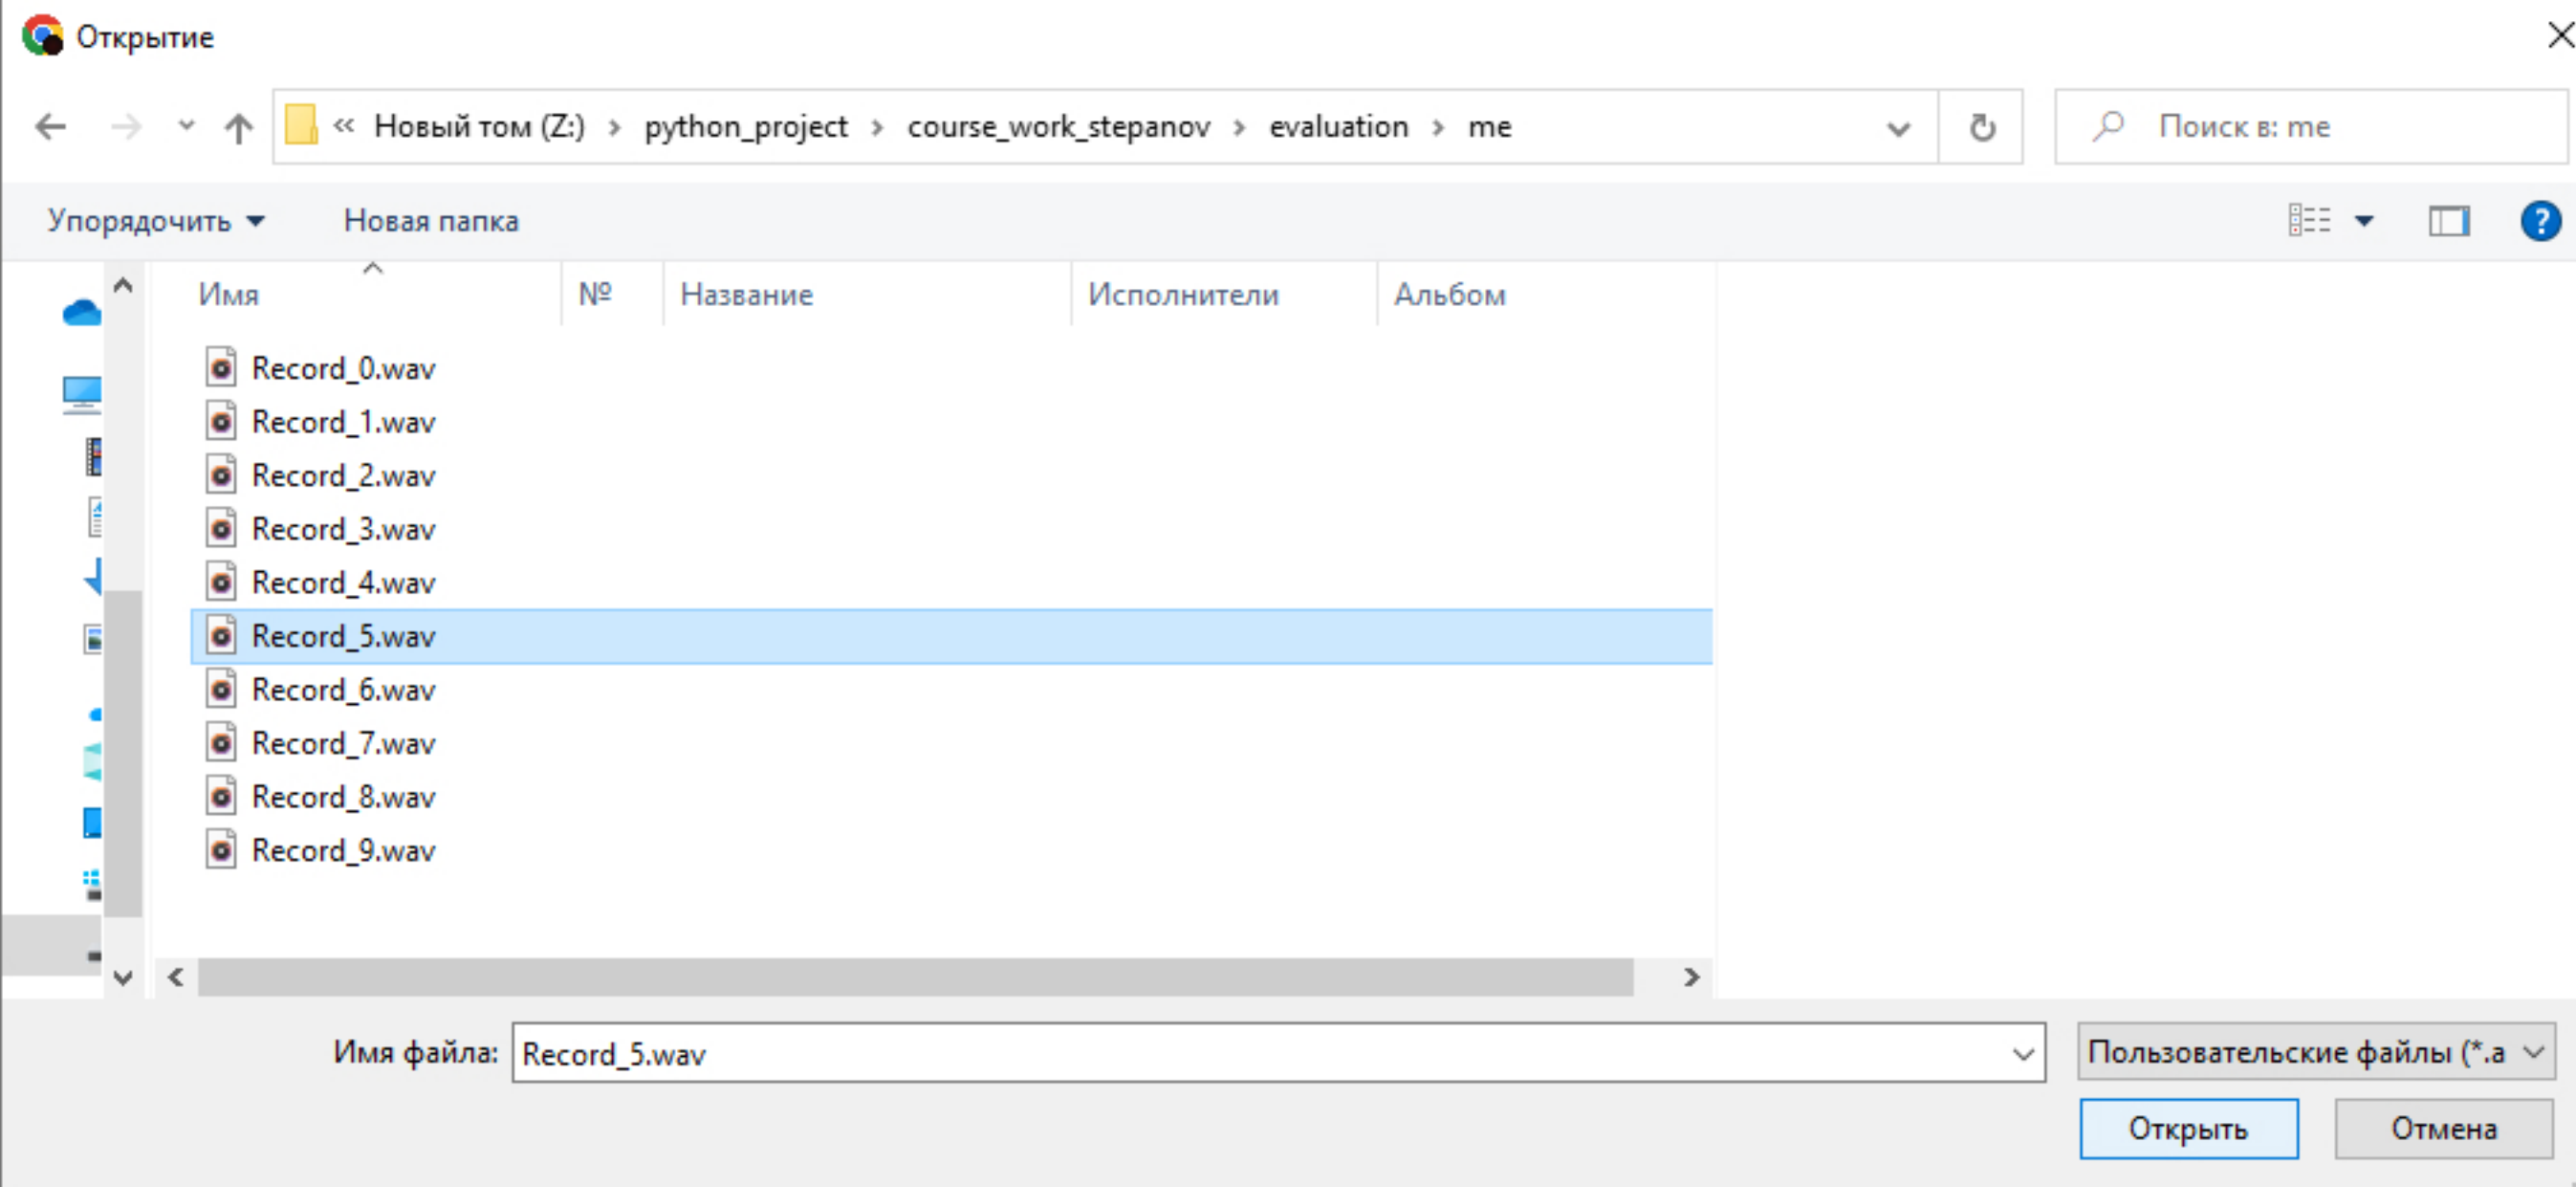 Открытие
« Новый том (Z:) › python_project › course_work_stepanov › evaluation › me Поиск в: me
Упорядочить Новая папка ?
Имя № Название Исполнители Альбом
Record_0.wav
Record_1.wav
Record_2.wav
Record_3.wav
Record_4.wav
Record_5.wav
Record_6.wav
Record_7.wav
Record_8.wav
Record_9.wav
Имя файла: Record_5.wav Пользовательские файлы (*.a
Открыть Отмена